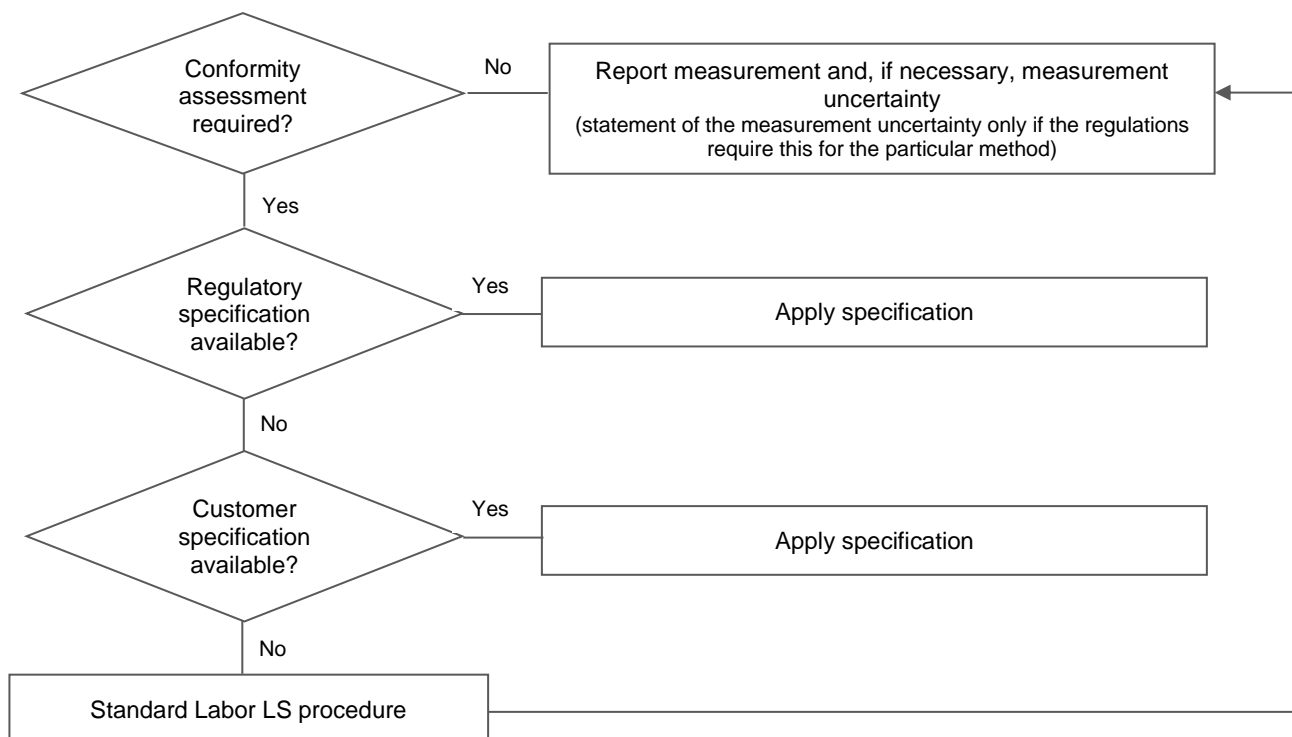 Conformity
assessment
required?
No
Report measurement and, if necessary, measurement
uncertainty
(statement of the measurement uncertainty only if the regulations
require this for the particular method)
Yes
Regulatory
specification
available?
Yes
Apply specification
No
Customer
specification
available?
Yes
Apply specification
No
Standard Labor LS procedure